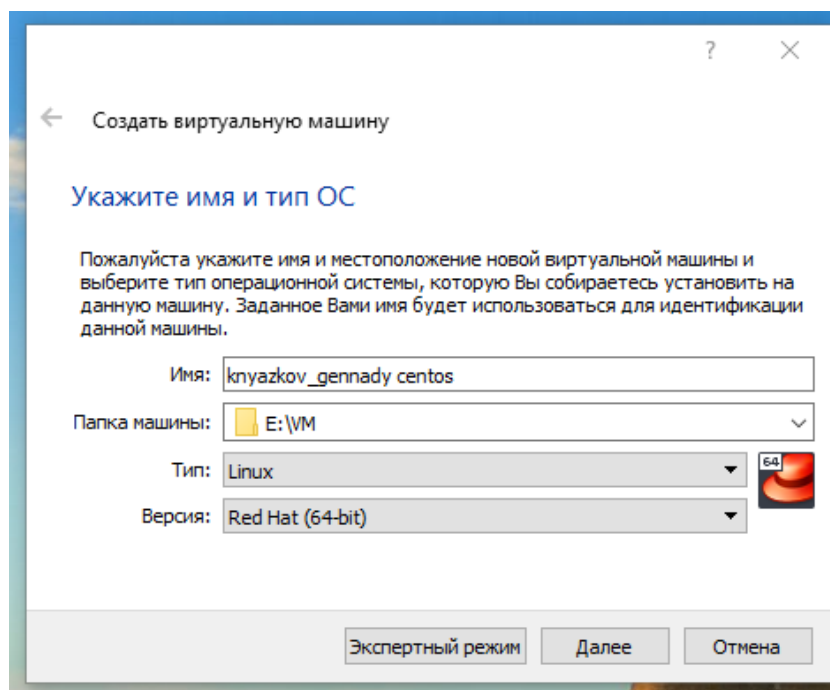 ?
Создать виртуальную машину
Укажите имя и тип ОС
Пожалуйста укажите имя и местоположение новой виртуальной машины и
выберите тип операционной системы, которую Вы собираетесь установить на
данную машину. Заданное Вами имя будет использоваться для идентификации
данной машины.
Имя: knyazkov_gennady centos
Папка машины: E:\VM
Тип: Linux
64
Версия: Red Hat (64-bit)
Экспертный режим Далее Отмена